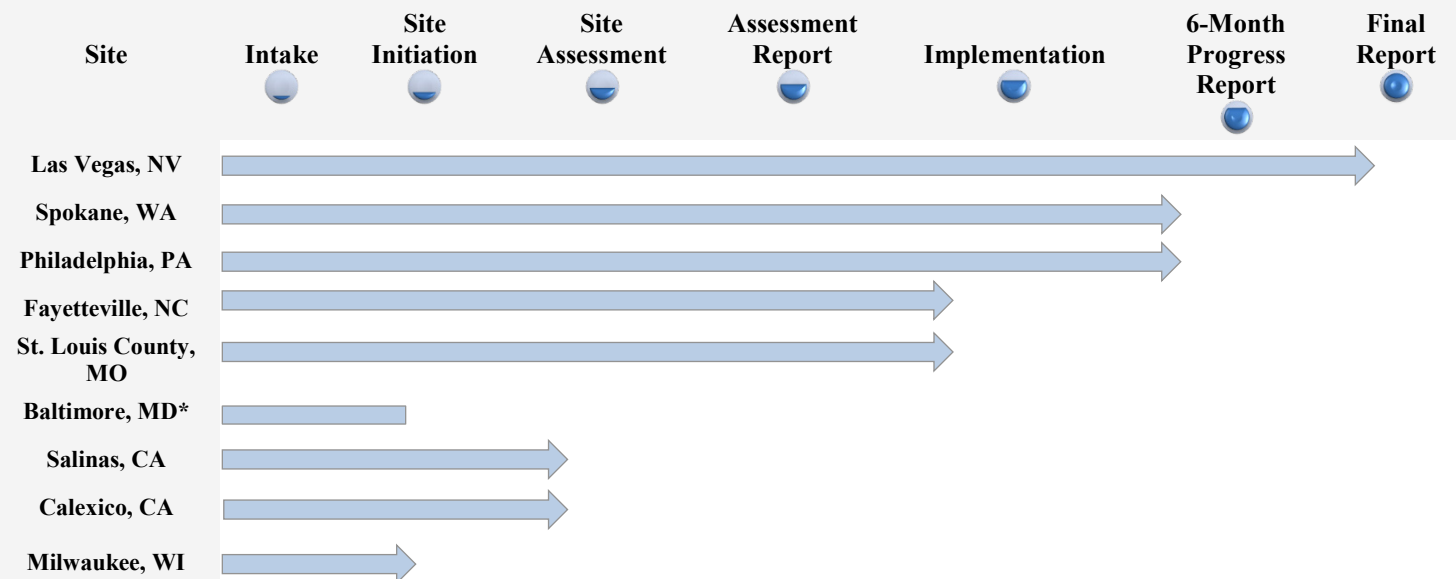 Site
Intake
Site
Initiation
Site
Assessment
Assessment
Report
Implementation
6-Month
Progress
Report
Final
Report
Las Vegas, NV
Spokane, WA
Philadelphia, PA
Fayetteville, NC
St. Louis County,
MO
Baltimore, MD*
Salinas, CA
Calexico, CA
Milwaukee, WI